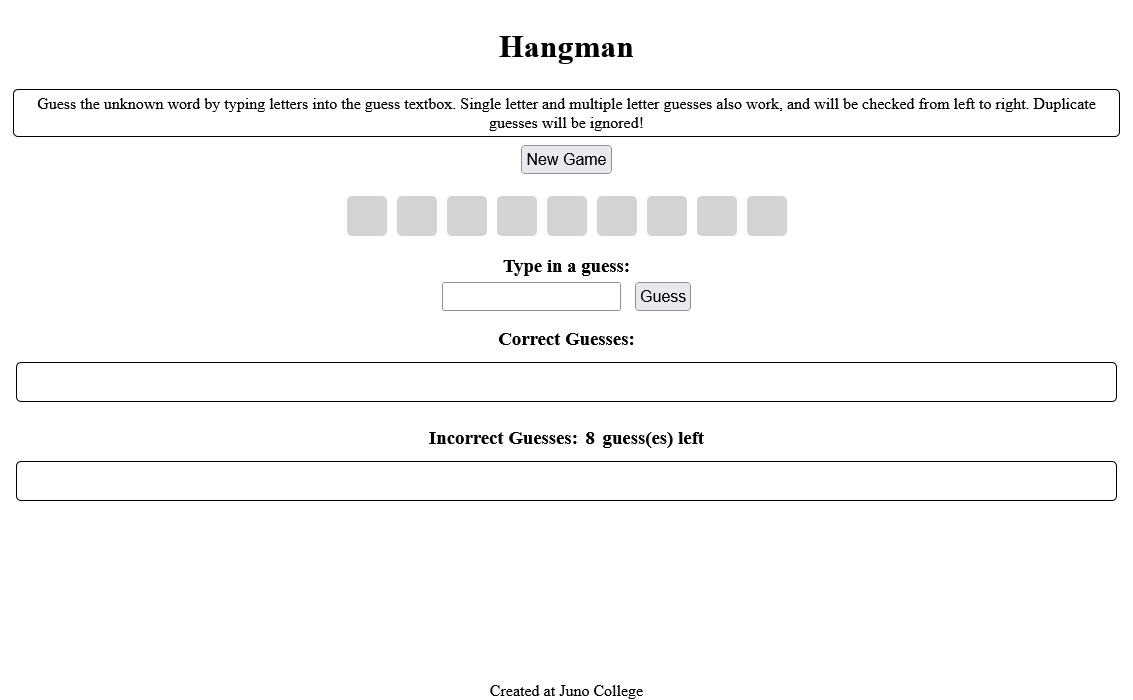 Hangman
Guess the unknown word by typing letters into the guess textbox. Single letter and multiple letter guesses also work, and will be checked from left to right. Duplicate
guesses will be ignored!
New Game
Type in a guess:
Guess
Correct Guesses:
Incorrect Guesses: 8 guess(es) left
Created at Juno College